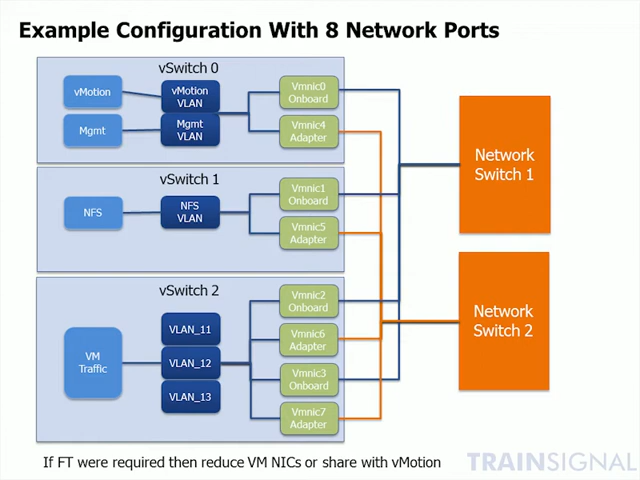 Example Configuration With 8 Network Ports
vSwitch 0
vMotion
vMotion
VLAN
Mgmt
Mgmt
VLAN
Vmnic0
Onboard
Vmnic4
Adapter
vSwitch 1
NFS
NFS
VLAN
Vmnic1
Onboard
Vmnic5
Adapter
vSwitch 2
VM
Traffic
VLAN_11
VLAN_12
VLAN_13
Vmnic2
Onboard
Vmnic6
Adapter
Vmnic3
Onboard
Vmnic7
Adapter
Network
Switch 1
Network
Switch 2
If FT were required then reduce VM NICs or share with vMotion
TRAINSIGNAL